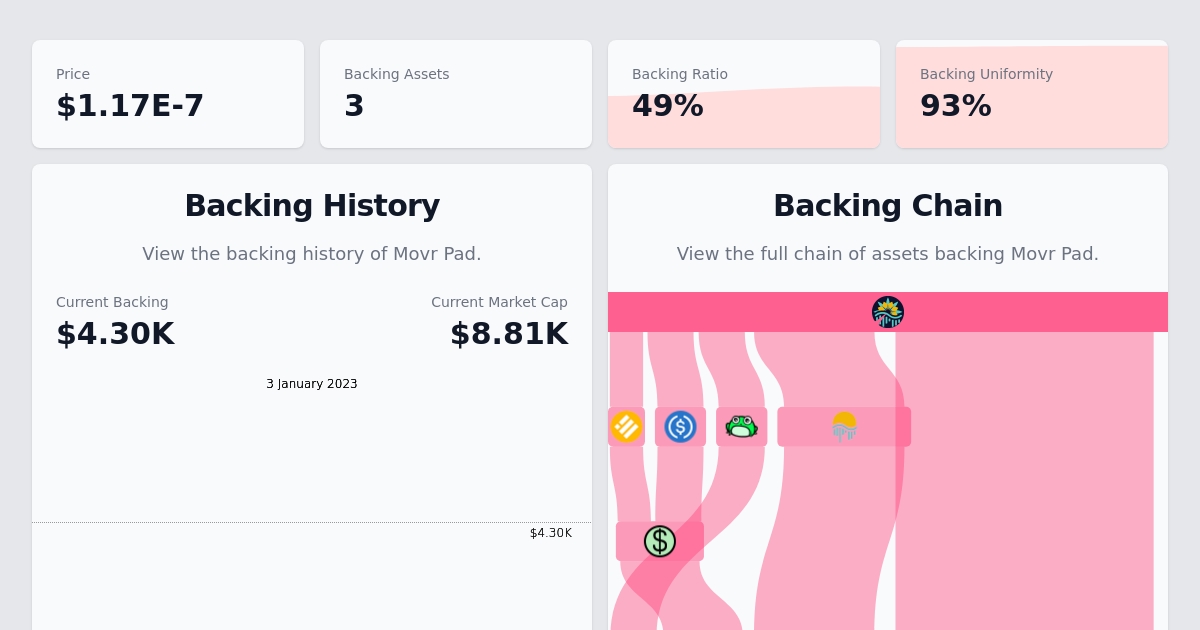 Price
$1.17E-7
Backing Assets
3
Backing Ratio
49%
Backing Uniformity
93%
Backing History
View the backing history of Movr Pad.
Current Backing
$4.30K
Current Market Cap
$8.81K
3 January 2023
$4.30K
Backing Chain
View the full chain of assets backing Movr Pad.